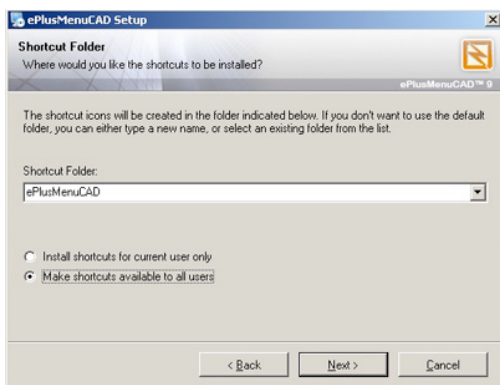 ePlusMenuCAD Setup
Shortcut Folder
Where would you like the shortcuts to be installed?
ePlusMenuCAD™ 9
The shortcut icons will be created in the folder indicated below. If you don't want to use the default
folder, you can either type a new name, or select an existing folder from the list.
Shortcut Folder:
ePlusMenuCAD
Install shortcuts for current user only
Make shortcuts available to all users
< Back
Next >
Cancel